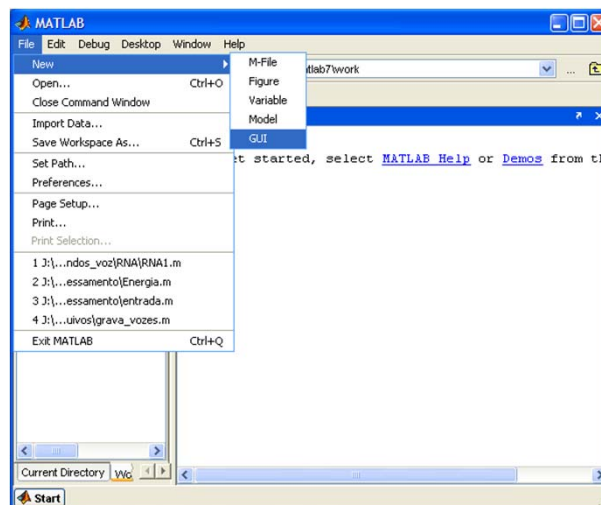 MATLAB
File Edit Debug Desktop Window Help
New
Open... Ctrl+O
Close Command Window
Import Data...
Save Workspace As... Ctrl+S
Set Path...
Preferences...
Page Setup...
Print...
Print Selection...
1 J:\...ndos_voz\RNA\RNA1.m
2 J:\...essamento\Energia.m
3 J:\...essamento\entrada.m
4 J:\...uivos\grava_vozes.m
Exit MATLAB Ctrl+Q
M-File
Figure
Variable
Model
GUI
tlab7\work
...
et started, select MATLAB Help or Demos from th
Current Directory Wo
Start